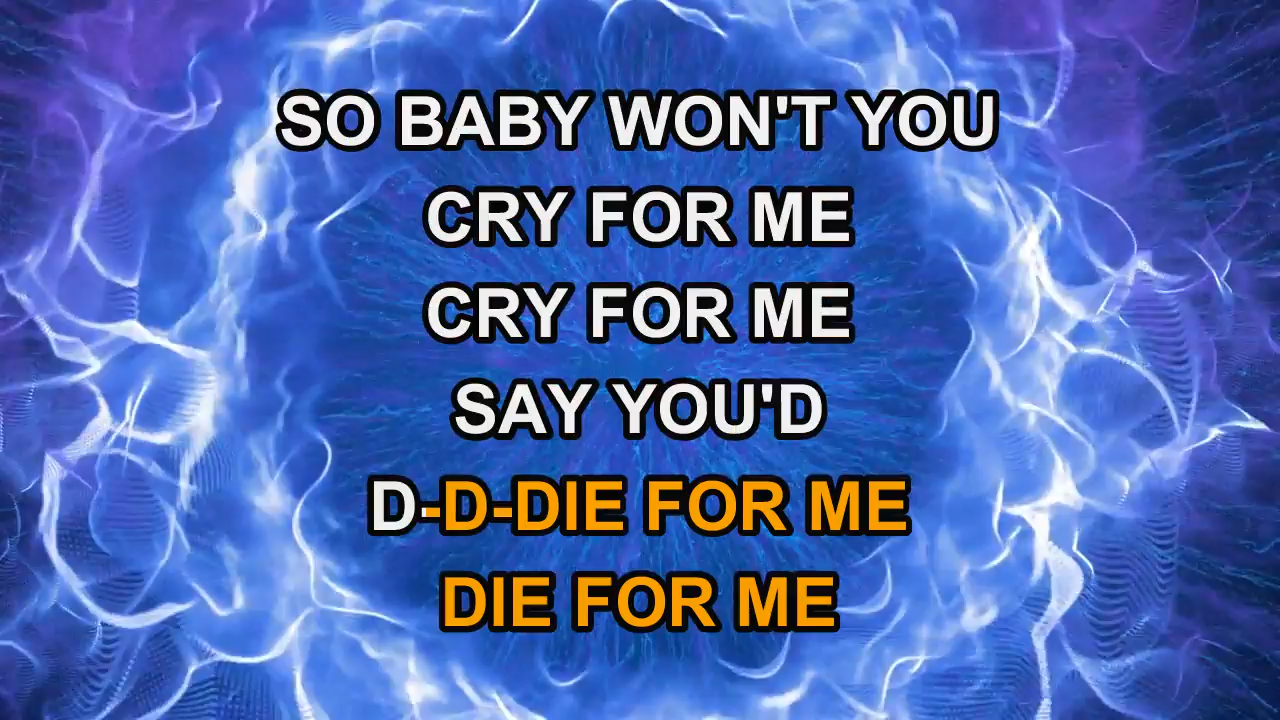 SO BABY WON'T YOU
CRY FOR ME
CRY FOR ME
SAY YOU'D
D-D-DIE FOR ME
DIE FOR ME